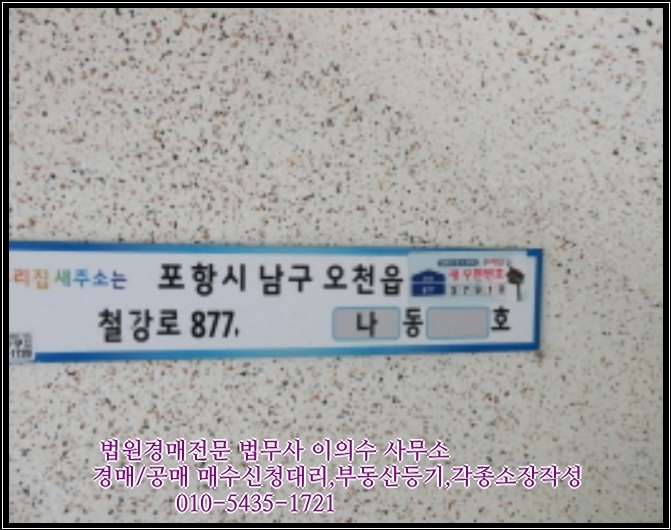 우리집 새주소는 포항시 남구 오천읍
새우편번호
37918
철강로 877, 나 동 호
877
법원경매전문 법무사 이의수 사무소
경매/공매 매수신청대리,부동산등기,각종소장작성
010-5435-1721